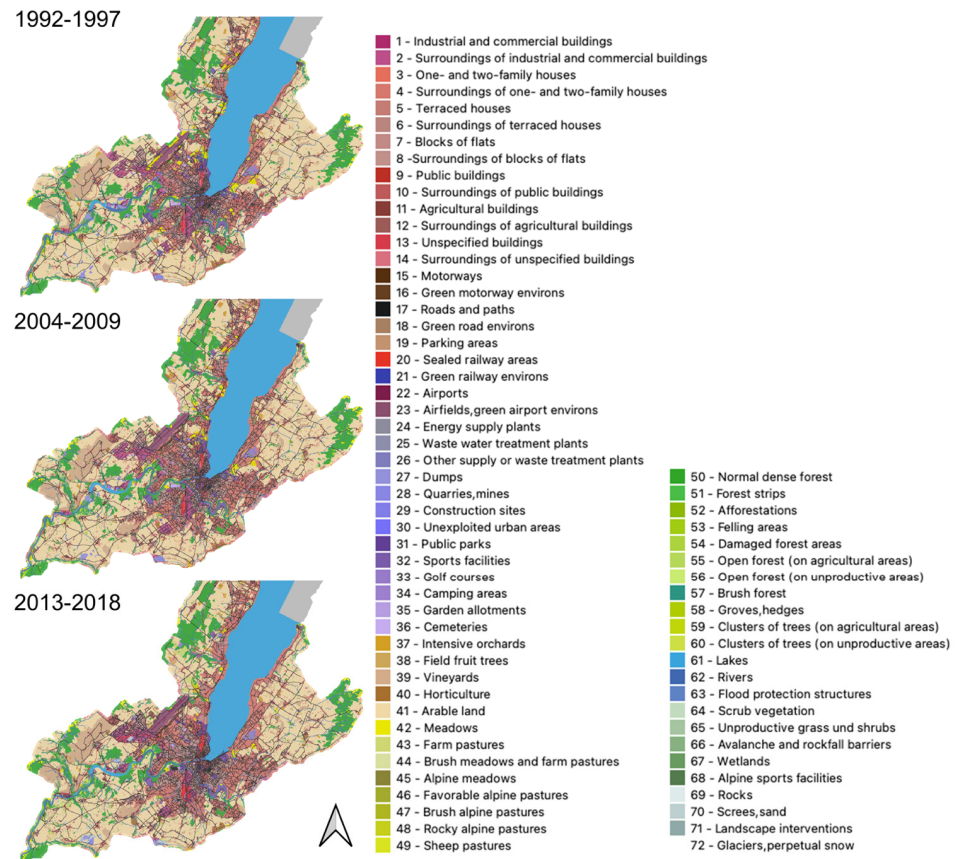 1992-1997
2004-2009
2013-2018
1 - Industrial and commercial buildings
2 - Surroundings of industrial and commercial buildings
3 - One- and two-family houses
4 - Surroundings of one- and two-family houses
5 - Terraced houses
6 - Surroundings of terraced houses
7 - Blocks of flats
8 -Surroundings of blocks of flats
9 - Public buildings
10 - Surroundings of public buildings
11 - Agricultural buildings
12 - Surroundings of agricultural buildings
13 - Unspecified buildings
14 - Surroundings of unspecified buildings
15 - Motorways
16 - Green motorway environs
17 - Roads and paths
18 - Green road environs
19 - Parking areas
20 - Sealed railway areas
21 - Green railway environs
22 - Airports
23 - Airfields,green airport environs
24 - Energy supply plants
25 - Waste water treatment plants
26 - Other supply or waste treatment plants
27 - Dumps
28 - Quarries,mines
29 - Construction sites
30 - Unexploited urban areas
31 - Public parks
32 - Sports facilities
33 - Golf courses
34 - Camping areas
35 - Garden allotments
36 - Cemeteries
37 - Intensive orchards
38 - Field fruit trees
39 - Vineyards
40 - Horticulture
41 - Arable land
42 - Meadows
43 - Farm pastures
44 - Brush meadows and farm pastures
45 - Alpine meadows
46 - Favorable alpine pastures
47 - Brush alpine pastures
48 - Rocky alpine pastures
49 - Sheep pastures
50 - Normal dense forest
51 - Forest strips
52 - Afforestations
53 - Felling areas
54 - Damaged forest areas
55 - Open forest (on agricultural areas)
56 - Open forest (on unproductive areas)
57 - Brush forest
58 - Groves,hedges
59 - Clusters of trees (on agricultural areas)
60 - Clusters of trees (on unproductive areas)
61 - Lakes
62 - Rivers
63 - Flood protection structures
64 - Scrub vegetation
65 - Unproductive grass und shrubs
66 - Avalanche and rockfall barriers
67 - Wetlands
68 - Alpine sports facilities
69 - Rocks
70 - Screes,sand
71 - Landscape interventions
72 - Glaciers,perpetual snow